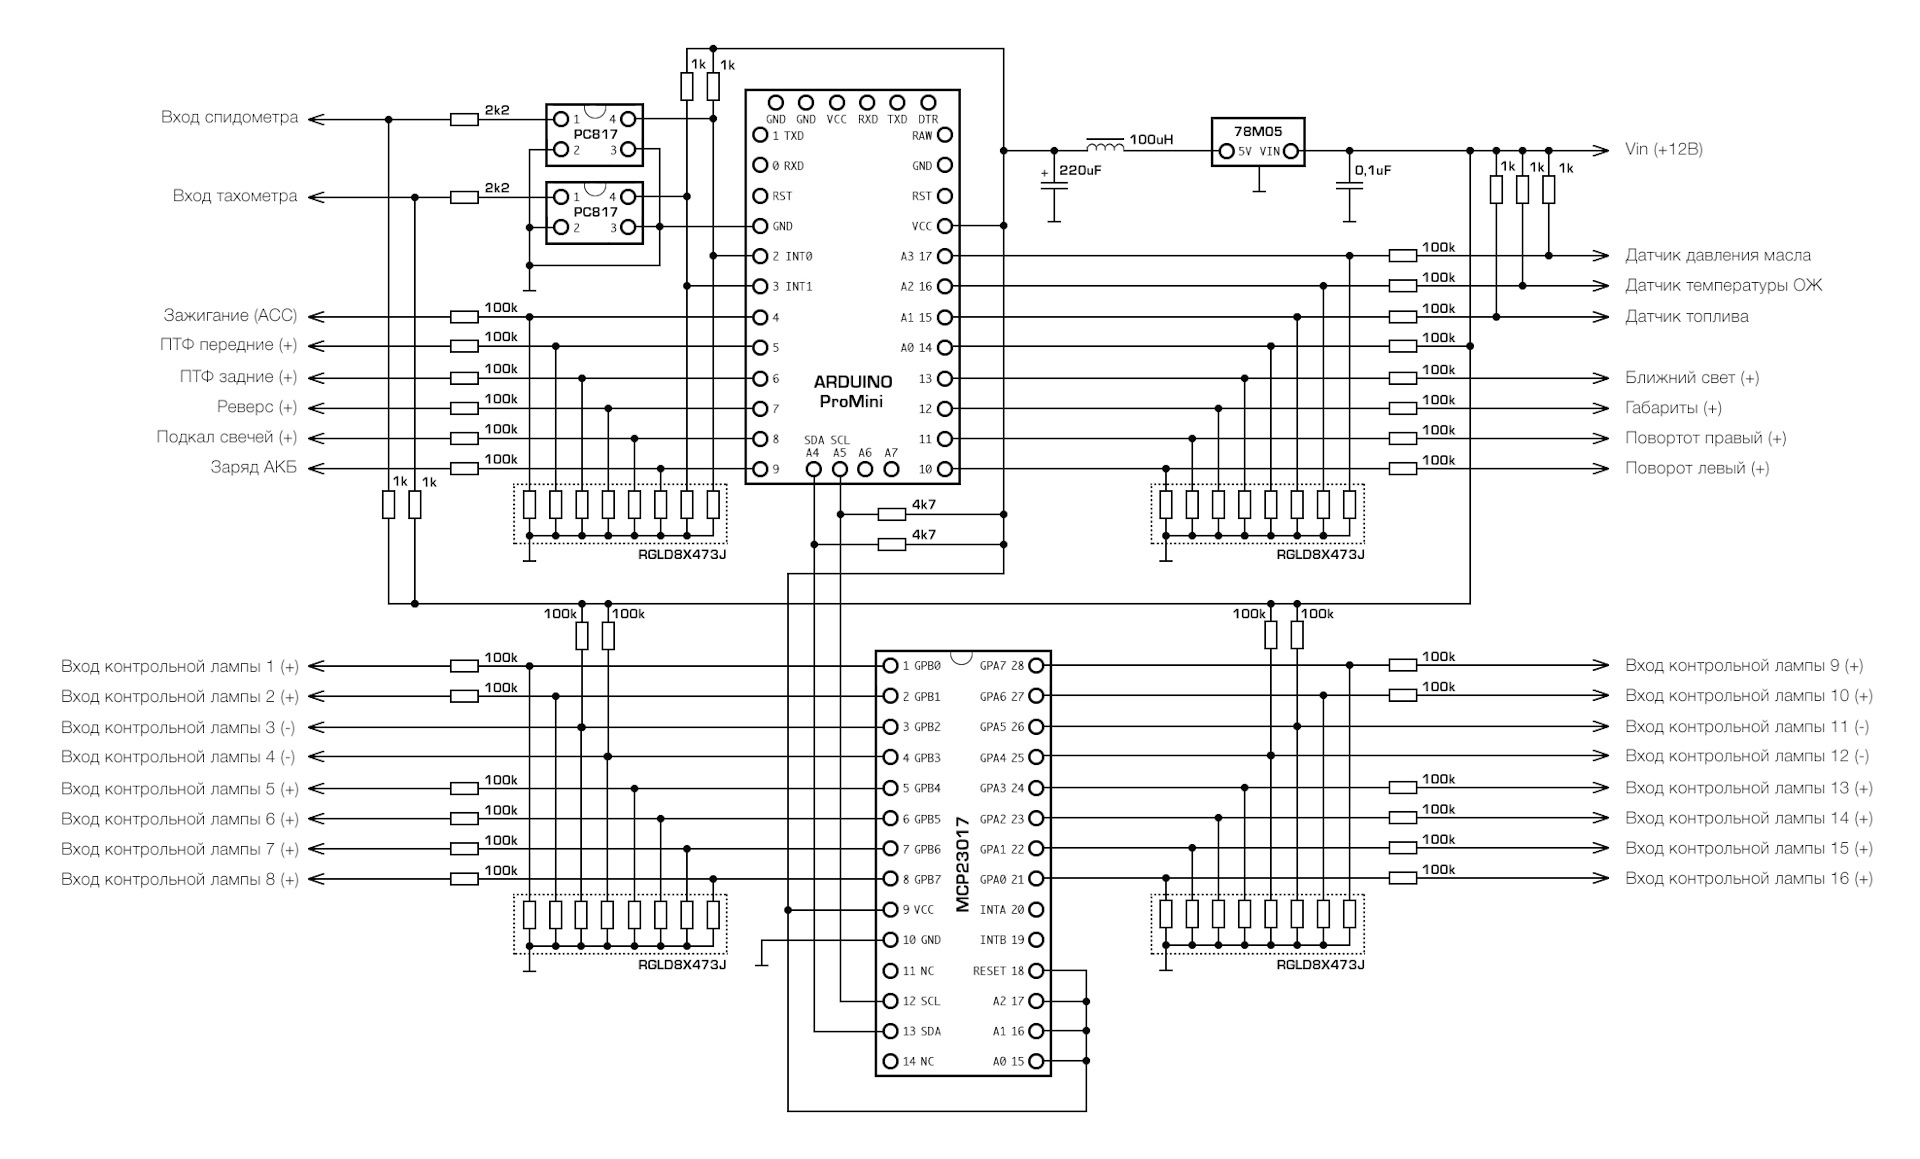 1k 1k
Вход спидометра 2k2
1 4
PC817
2 3
Вход тахометра 2k2
1 4
PC817
2 3
GND GND VCC RXD TXD DTR
1 TXD RAW
0 RXD GND
RST RST
GND VCC
2 INT0 A3 17
3 INT1 A2 16
4 A1 15
5 A0 14
6 13
7 12
8 11
9 10
ARDUINO
ProMini
SDA SCL
A4 A5 A6 A7
100uH
78M05
5V VIN
220uF
+
0,1uF
Vin (+12В)
1k 1k 1k
Зажигание (ACC) 100k
ПТФ передние (+) 100k
ПТФ задние (+) 100k
Реверс (+) 100k
Подкал свечей (+) 100k
Заряд АКБ 100k
1k 1k
100k Датчик давления масла
100k Датчик температуры ОЖ
100k Датчик топлива
100k
100k Ближний свет (+)
100k Габариты (+)
100k Повортот правый (+)
100k Поворот левый (+)
RGLD8X473J
4k7
4k7
RGLD8X473J
100k 100k
100k 100k
Вход контрольной лампы 1 (+) 100k
Вход контрольной лампы 2 (+) 100k
Вход контрольной лампы 3 (-)
Вход контрольной лампы 4 (-)
Вход контрольной лампы 5 (+) 100k
Вход контрольной лампы 6 (+) 100k
Вход контрольной лампы 7 (+) 100k
Вход контрольной лампы 8 (+) 100k
RGLD8X473J
1 GPB0 GPA7 28
2 GPB1 GPA6 27
3 GPB2 GPA5 26
4 GPB3 GPA4 25
5 GPB4 GPA3 24
6 GPB5 GPA2 23
7 GPB6 GPA1 22
8 GPB7 GPA0 21
9 VCC INTA 20
10 GND INTB 19
11 NC RESET 18
12 SCL A2 17
13 SDA A1 16
14 NC A0 15
MCP23017
100k Вход контрольной лампы 9 (+)
100k Вход контрольной лампы 10 (+)
Вход контрольной лампы 11 (-)
Вход контрольной лампы 12 (-)
100k Вход контрольной лампы 13 (+)
100k Вход контрольной лампы 14 (+)
100k Вход контрольной лампы 15 (+)
100k Вход контрольной лампы 16 (+)
RGLD8X473J